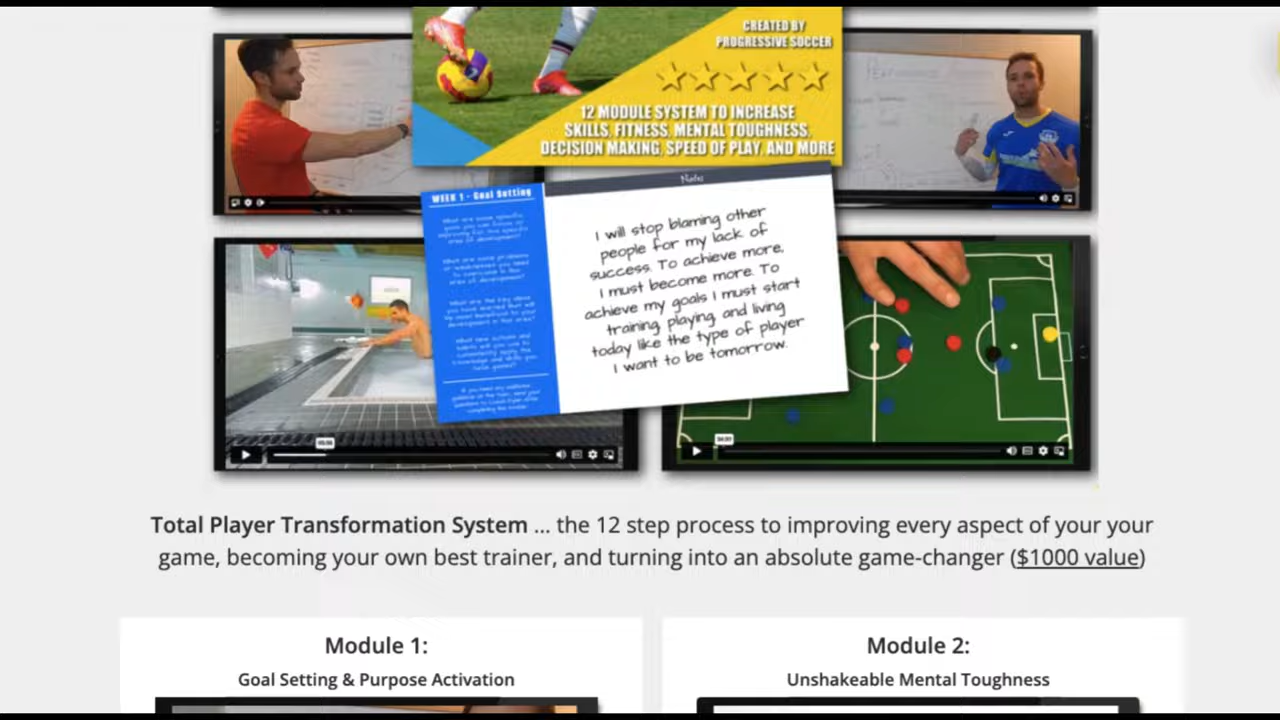 CREATED BY
PROGRESSIVE SOCCER
12 MODULE SYSTEM TO INCREASE
SKILLS, FITNESS, MENTAL TOUGHNESS,
DECISION MAKING, SPEED OF PLAY, AND MORE
Notes
WEEK 1 - Goal Setting
I will stop blaming other
people for my lack of
success. To achieve more,
I must become more. To
achieve my goals I must start
training, playing, and living
today like the type of player
I want to be tomorrow.
Total Player Transformation System ... the 12 step process to improving every aspect of your your
game, becoming your own best trainer, and turning into an absolute game-changer ($1000 value)
Module 1:
Goal Setting & Purpose Activation
Module 2:
Unshakeable Mental Toughness